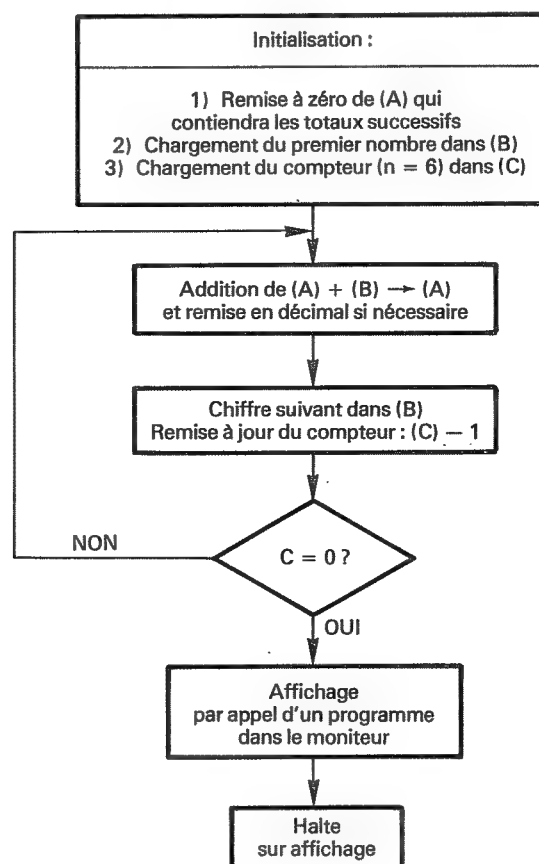 Initialisation :
1) Remise à zéro de (A) qui
contiendra les totaux successifs
2) Chargement du premier nombre dans (B)
3) Chargement du compteur (n = 6) dans (C)
Addition de (A) + (B) → (A)
et remise en décimal si nécessaire
Chiffre suivant dans (B)
Remise à jour du compteur : (C) − 1
C = 0 ?
NON
OUI
Affichage
par appel d'un programme
dans le moniteur
Halte
sur affichage